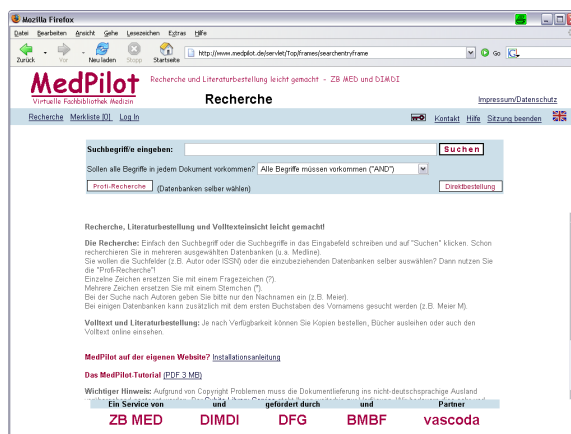 Mozilla Firefox
Datei Bearbeiten Ansicht Gehe Lesezeichen Extras Hilfe
Zurück Vor Neu laden Stopp Startseite http://www.medpilot.de/servlet/Top/frames/searchentryframe Go
MedPilot Recherche und Literaturbestellung leicht gemacht - ZB MED und DIMDI
Virtuelle Fachbibliothek Medizin Recherche Impressum/Datenschutz
Recherche Merkliste [0] Log In Kontakt Hilfe Sitzung beenden
Suchbegriff/e eingeben: Suchen
Sollen alle Begriffe in jedem Dokument vorkommen? Alle Begriffe müssen vorkommen ("AND")
Profi-Recherche (Datenbanken selber wählen) Direktbestellung
Recherche, Literaturbestellung und Volltexteinsicht leicht gemacht!
Die Recherche: Einfach den Suchbegriff oder die Suchbegriffe in das Eingabefeld schreiben und auf "Suchen" klicken. Schon
recherchieren Sie in mehreren ausgewählten Datenbanken (u.a. Medline).
Sie wollen die Suchfelder (z.B. Autor oder ISSN) oder die einzubeziehenden Datenbanken selber auswählen? Dann nutzen Sie
die "Profi-Recherche"!
Einzelne Zeichen ersetzen Sie mit einem Fragezeichen (?).
Mehrere Zeichen ersetzen Sie mit einem Sternchen (*).
Bei der Suche nach Autoren geben Sie bitte nur den Nachnamen ein (z.B. Meier).
Bei einigen Datenbanken kann zusätzlich mit dem ersten Buchstaben des Vornamens gesucht werden (z.B. Meier M).
Volltext und Literaturbestellung: Je nach Verfügbarkeit können Sie Kopien bestellen, Bücher ausleihen oder auch den
Volltext online einsehen.
MedPilot auf der eigenen Website? Installationsanleitung
Das MedPilot-Tutorial (PDF 3 MB)
Wichtiger Hinweis: Aufgrund von Copyright Problemen muss die Dokumentlieferung ins nicht-deutschsprachige Ausland
Ein Service von und gefördert durch und Partner
ZB MED DIMDI DFG BMBF vascoda